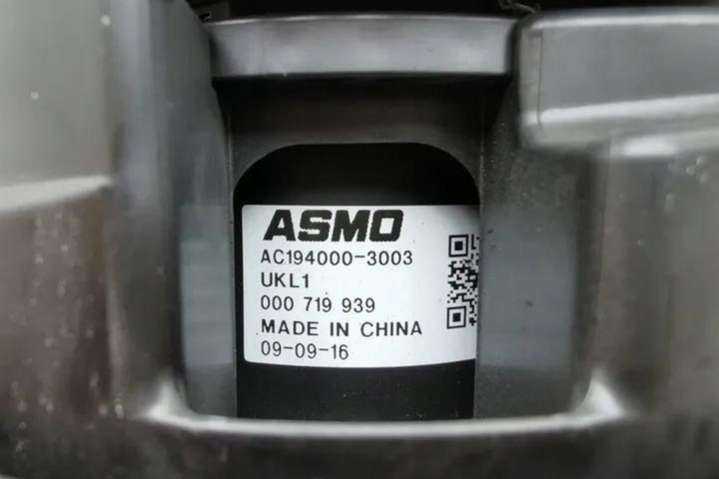 ASMO
AC194000-3003
UKL1
000 719 939
MADE IN CHINA
09-09-16